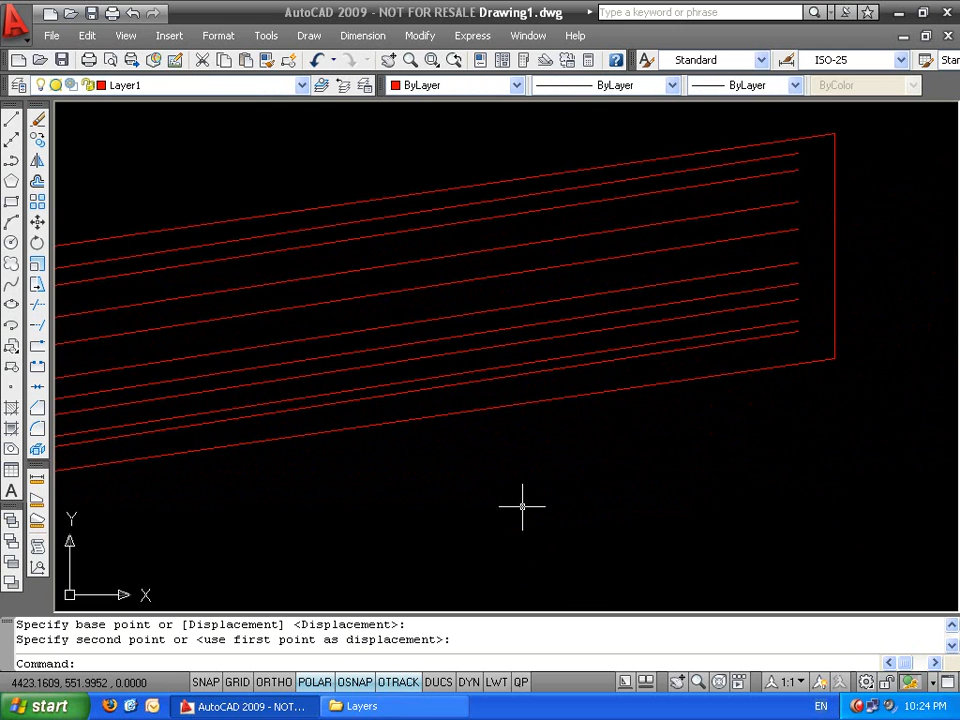 AutoCAD 2009 - NOT FOR RESALE Drawing1.dwg
Type a keyword or phrase
File Edit View Insert Format Tools Draw Dimension Modify Express Window Help
Standard ISO-25 Star
Layer1 ByLayer ByLayer ByLayer ByColor
A
Y
X
Specify base point or [Displacement] <Displacement>:
Specify second point or <use first point as displacement>:
Command:
4423.1609, 551.9952, 0.0000 SNAP GRID ORTHO POLAR OSNAP OTRACK DUCS DYN LWT QP 1:1
start AutoCAD 2009 - NOT... Layers EN 10:24 PM